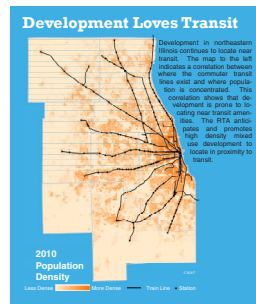 Development Loves Transit
Development in northeastern
Illinois continues to locate near
transit. The map to the left
indicates a correlation between
where the commuter transit
lines exist and where popula-
tion is concentrated. This
correlation shows that de-
velopment is prone to lo-
cating near transit amen-
ities. The RTA antici-
pates and promotes
high density mixed
use development to
locate in proximity to
transit.
2010
Population
Density
Less Dense More Dense Train Line Station